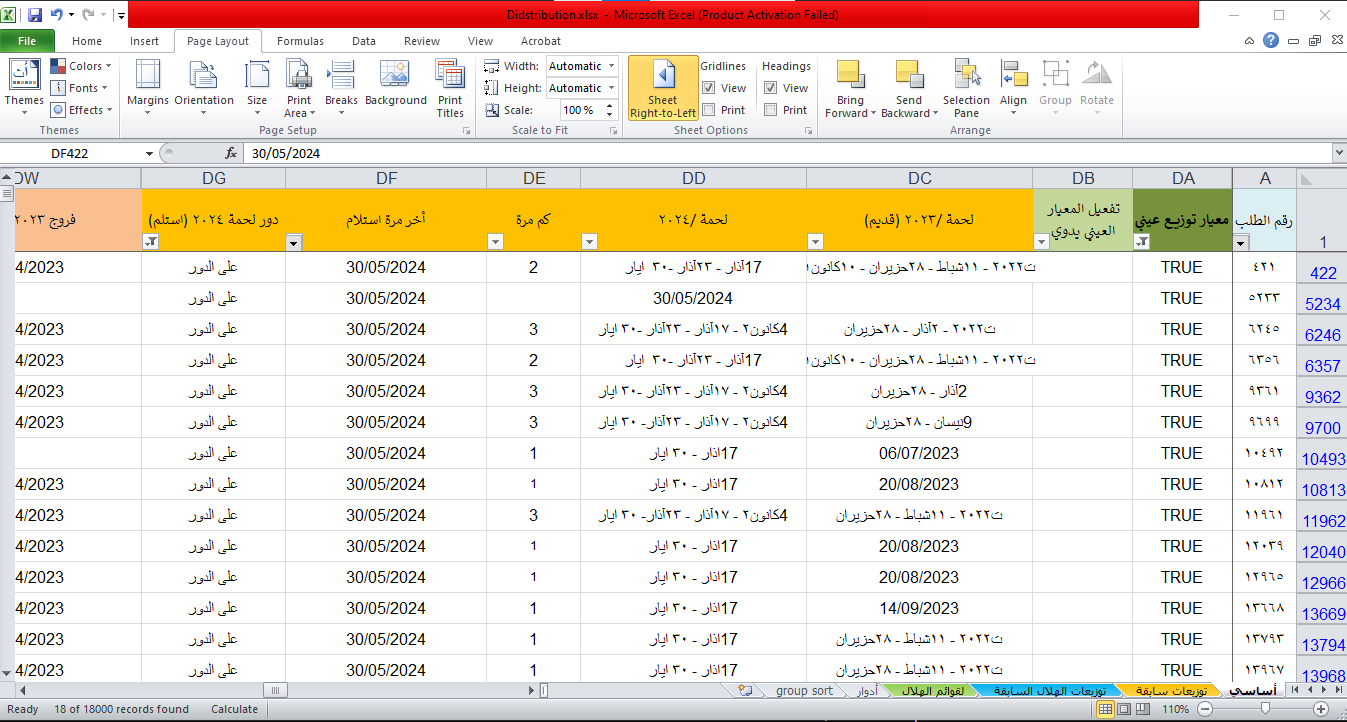 Didstribution.xlsx - Microsoft Excel (Product Activation Failed)
File Home Insert Page Layout Formulas Data Review View Acrobat
Themes Colors Fonts Effects Themes
Margins Orientation Size Print Area Breaks Background Print Titles Page Setup
Width: Automatic Height: Automatic Scale: 100 % Scale to Fit
Sheet Right-to-Left Gridlines View Print Headings View Print Sheet Options
Bring Forward Send Backward Selection Pane Align Group Rotate Arrange
DF422 fx 30/05/2024
A DA DB DC DD DE DF DG DW
1 رقم الطلب معيار توزيع عيني تفعيل المعيار العيني يدوي لحمة /٢٠٢٣ (قديم) لحمة /٢٠٢٤ كم مرة أخر مرة استلام دور لحمة ٢٠٢٤ (استلم) فروج ٢٠٢٣
422 ٤٢١ TRUE ت٢٠٢٢ - ١١شباط - ٢٨حزيران - ١٠كانون١ 17آذار - ٢٣آذار -٣٠ ايار 2 30/05/2024 على الدور 4/2023
5234 ٥٢٣٣ TRUE 30/05/2024 30/05/2024 على الدور
6246 ٦٢٤٥ TRUE ت٢٠٢٢ - ٢آذار - ٢٨حزيران 4كانون٢ - ١٧آذار - ٢٣آذار -٣٠ ايار 3 30/05/2024 على الدور 4/2023
6357 ٦٣٥٦ TRUE ت٢٠٢٢ - ١١شباط - ٢٨حزيران - ١٠كانون١ 17آذار - ٢٣آذار -٣٠ ايار 2 30/05/2024 على الدور 4/2023
9362 ٩٣٦١ TRUE 2آذار - ٢٨حزيران 4كانون٢ - ١٧آذار - ٢٣آذار- ٣٠ ايار 3 30/05/2024 على الدور 4/2023
9700 ٩٦٩٩ TRUE 9نيسان - ٢٨حزيران 4كانون٢ - ١٧آذار - ٢٣آذار- ٣٠ ايار 3 30/05/2024 على الدور 4/2023
10493 ١٠٤٩٢ TRUE 06/07/2023 17اذار - ٣٠ ايار 1 30/05/2024 على الدور
10813 ١٠٨١٢ TRUE 20/08/2023 17اذار - ٣٠ ايار 1 30/05/2024 على الدور 4/2023
11962 ١١٩٦١ TRUE ت٢٠٢٢ - ١١شباط - ٢٨حزيران 4كانون٢ - ١٧آذار - ٢٣آذار- ٣٠ ايار 3 30/05/2024 على الدور 4/2023
12040 ١٢٠٣٩ TRUE 20/08/2023 17اذار - ٣٠ ايار 1 30/05/2024 على الدور 4/2023
12966 ١٢٩٦٥ TRUE 20/08/2023 17اذار - ٣٠ ايار 1 30/05/2024 على الدور 4/2023
13669 ١٣٦٦٨ TRUE 14/09/2023 17اذار - ٣٠ ايار 1 30/05/2024 على الدور 4/2023
13794 ١٣٧٩٣ TRUE ت٢٠٢٢ - ١١شباط - ٢٨حزيران 17اذار - ٣٠ ايار 1 30/05/2024 على الدور 4/2023
13968 ١٣٩٦٧ TRUE ت٢٠٢٢ - ١١شباط - ٢٨حزيران 17اذار - ٣٠ ايار 1 30/05/2024 على الدور 4/2023
أساسي توزيعات سابقة توزيعات الهلال السابقة لقوائم الهلال أدوار group sort
Ready 18 of 18000 records found Calculate 110%